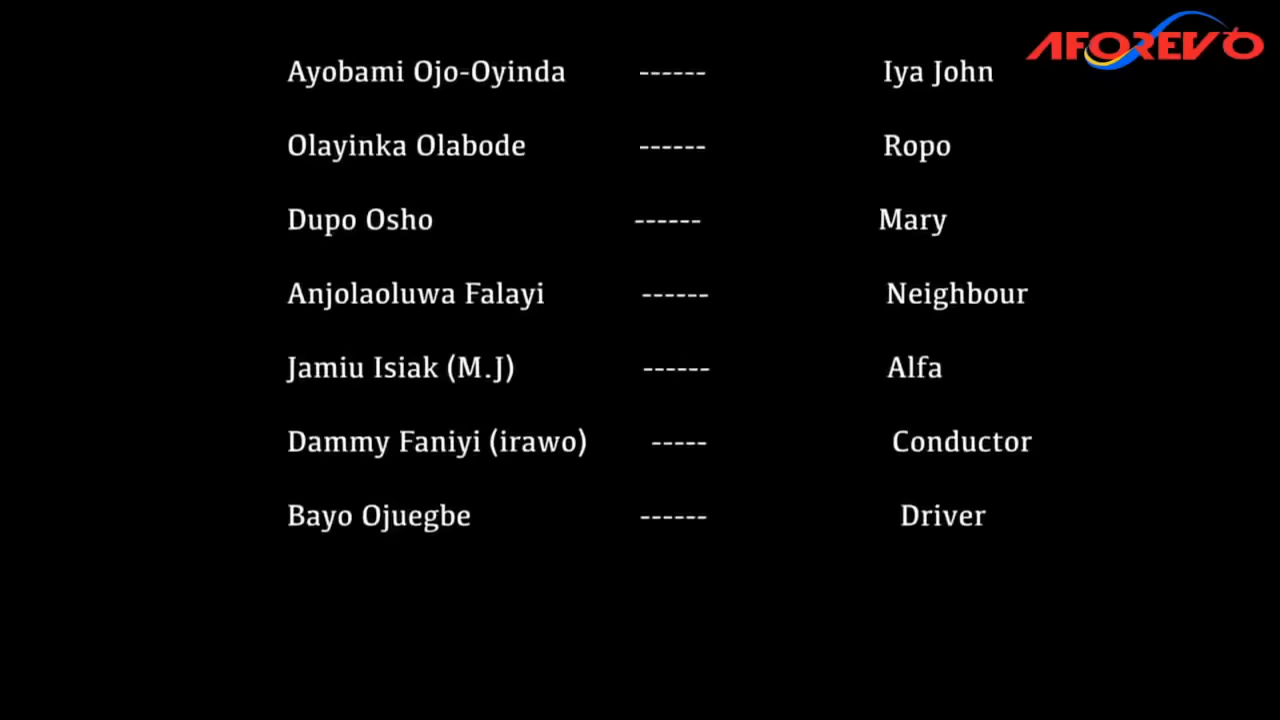 AFOREVO
Ayobami Ojo-Oyinda ------ Iya John
Olayinka Olabode ------ Ropo
Dupo Osho ------ Mary
Anjolaoluwa Falayi ------ Neighbour
Jamiu Isiak (M.J) ------ Alfa
Dammy Faniyi (irawo) ----- Conductor
Bayo Ojuegbe ------ Driver